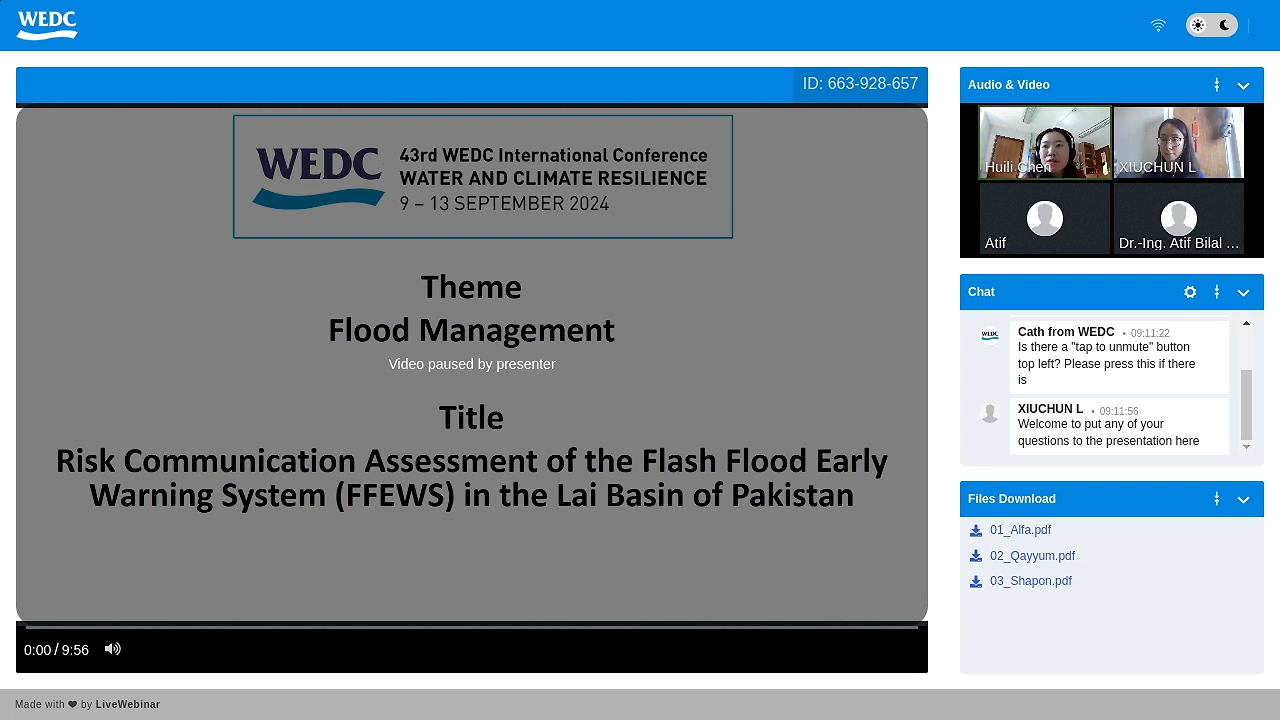 WEDC
ID: 663-928-657
WEDC
43rd WEDC International Conference
WATER AND CLIMATE RESILIENCE
9 – 13 SEPTEMBER 2024
Theme
Flood Management
Video paused by presenter
Title
Risk Communication Assessment of the Flash Flood Early
Warning System (FFEWS) in the Lai Basin of Pakistan
0:00 / 9:56
Audio & Video
Huili Chen
XIUCHUN L
Atif
Dr.-Ing. Atif Bilal ...
Chat
WEDC
Cath from WEDC • 09:11:22
Is there a "tap to unmute" button
top left? Please press this if there
is
XIUCHUN L • 09:11:56
Welcome to put any of your
questions to the presentation here
Files Download
01_Alfa.pdf
02_Qayyum.pdf
03_Shapon.pdf
Made with ❤ by LiveWebinar